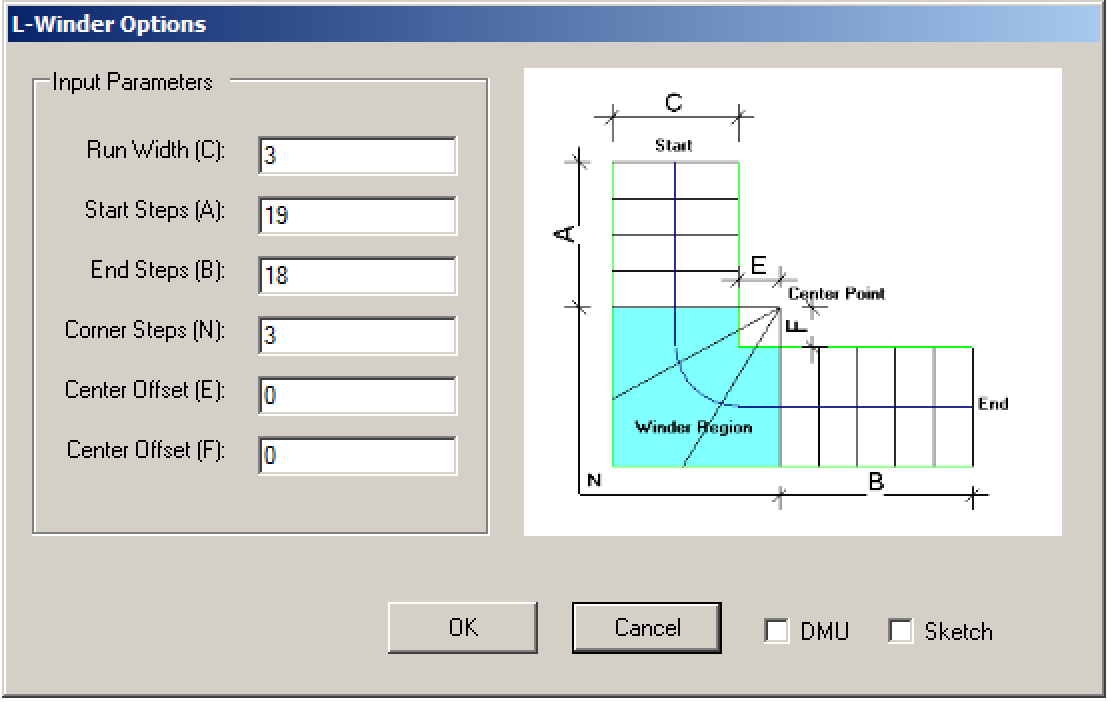 L-Winder Options
Input Parameters
Run Width (C): 3
Start Steps (A): 19
End Steps (B): 18
Corner Steps (N): 3
Center Offset (E): 0
Center Offset (F): 0
C
Start
A
E
Center Point
F
End
Winder Region
N
B
OK Cancel DMU Sketch